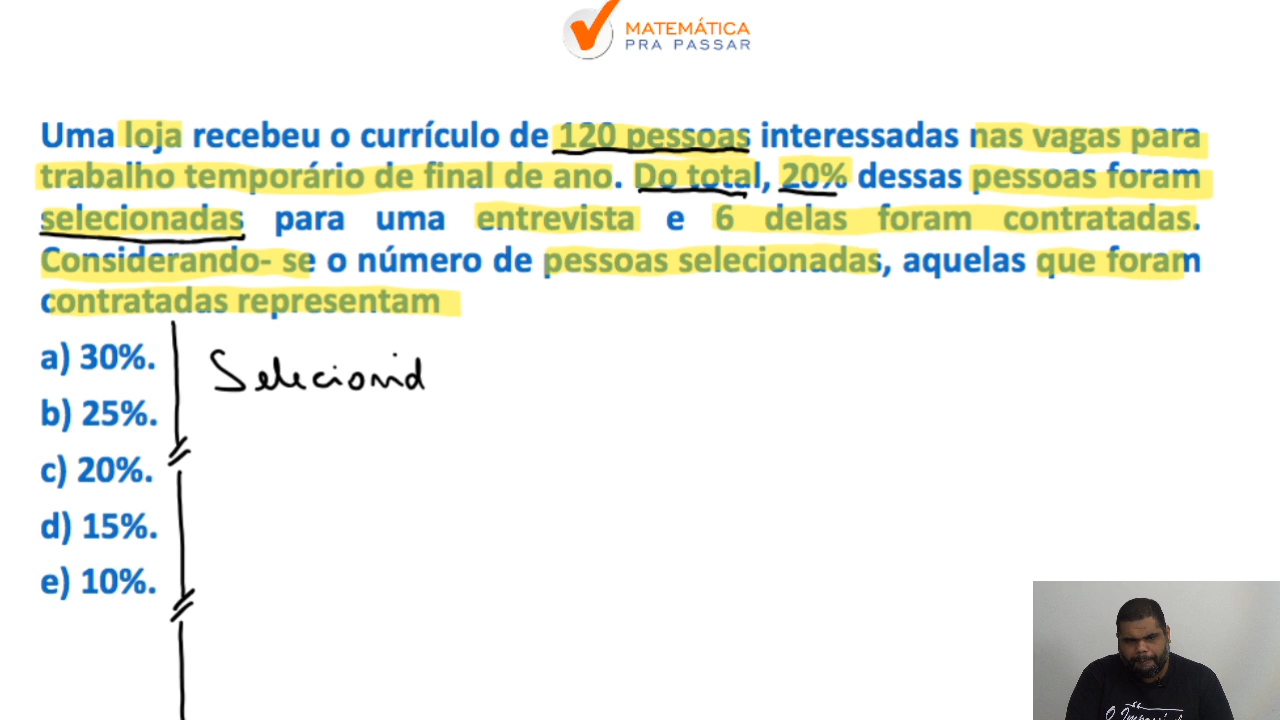 MATEMÁTICA
PRA PASSAR
Uma loja recebeu o currículo de 120 pessoas interessadas nas vagas para
trabalho temporário de final de ano. Do total, 20% dessas pessoas foram
selecionadas para uma entrevista e 6 delas foram contratadas.
Considerando- se o número de pessoas selecionadas, aquelas que foram
contratadas representam
a) 30%.
Selecionad
b) 25%.
c) 20%.
d) 15%.
e) 10%.